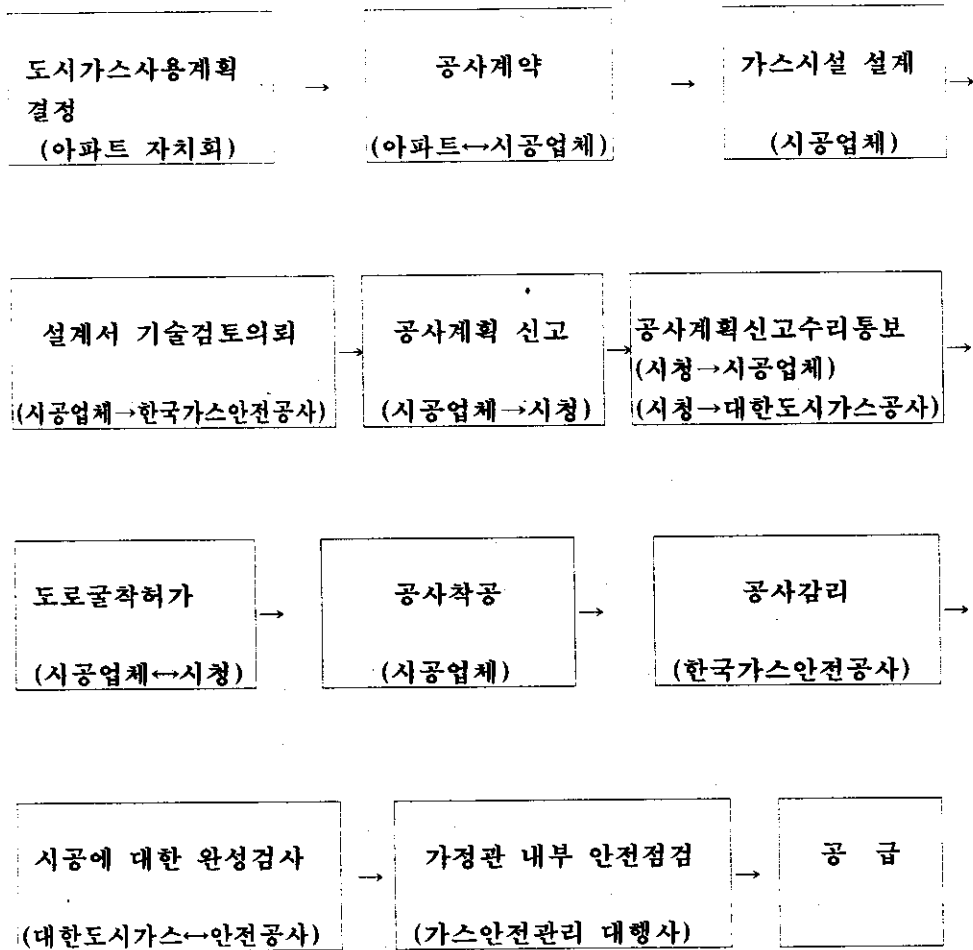 도시가스사용계획
결정
(아파트 자치회)
→
공사계약
(아파트↔시공업체)
→
가스시설 설계
(시공업체)
→
설계서 기술검토의뢰
(시공업체→한국가스안전공사)
→
공사계획 신고
(시공업체→시청)
→
공사계획신고수리통보
(시청→시공업체)
(시청→대한도시가스공사)
→
도로굴착허가
(시공업체↔시청)
→
공사착공
(시공업체)
→
공사감리
(한국가스안전공사)
→
시공에 대한 완성검사
(대한도시가스↔안전공사)
→
가정관 내부 안전점검
(가스안전관리 대행사)
→
공 급